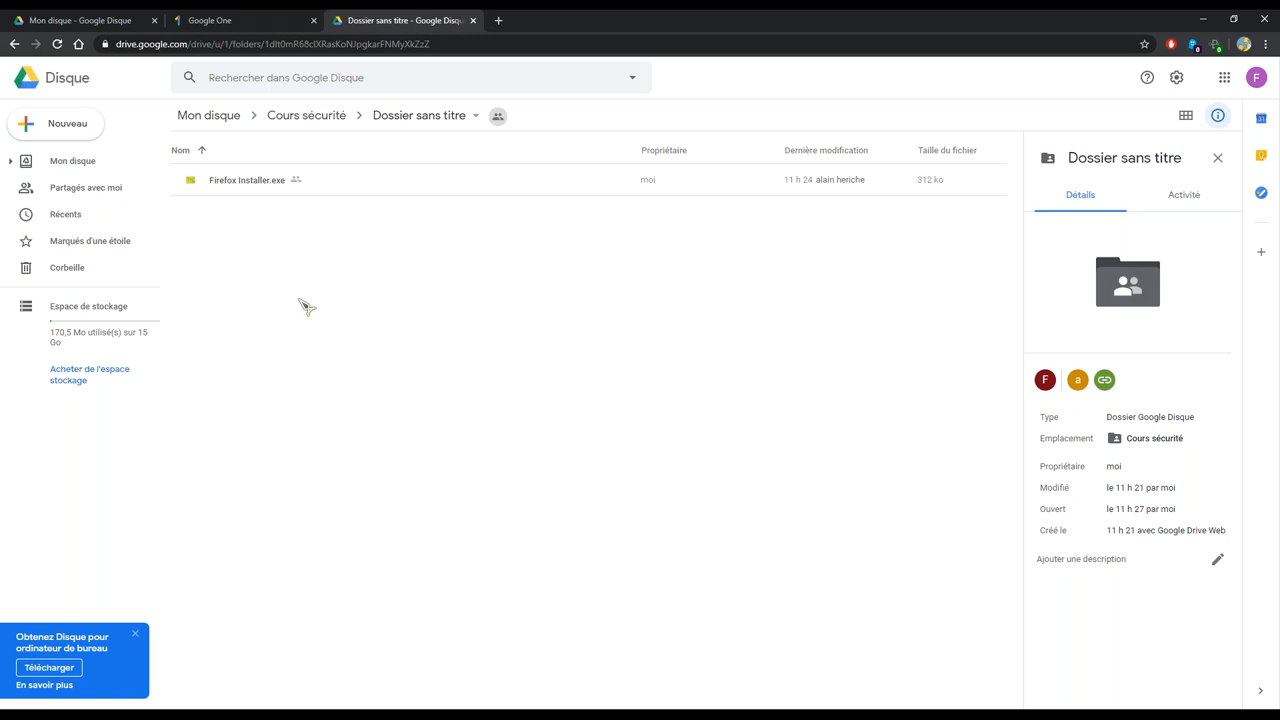 Mon disque - Google Disque
Google One
Dossier sans titre - Google Disqu
drive.google.com/drive/u/1/folders/
Disque
Rechercher dans Google Disque
F
Nouveau
Mon disque
Partagés avec moi
Récents
Marqués d'une étoile
Corbeille
Espace de stockage
170,5 Mo utilisé(s) sur 15
Go
Acheter de l'espace
stockage
Obtenez Disque pour
ordinateur de bureau
Télécharger
En savoir plus
Mon disque > Cours sécurité > Dossier sans titre
Nom Propriétaire Dernière modification Taille du fichier
Firefox Installer.exe moi 11 h 24 alain heriche 312 ko
Dossier sans titre
Détails Activité
F a
Type Dossier Google Disque
Emplacement Cours sécurité
Propriétaire moi
Modifié le 11 h 21 par moi
Ouvert le 11 h 27 par moi
Créé le 11 h 21 avec Google Drive Web
Ajouter une description